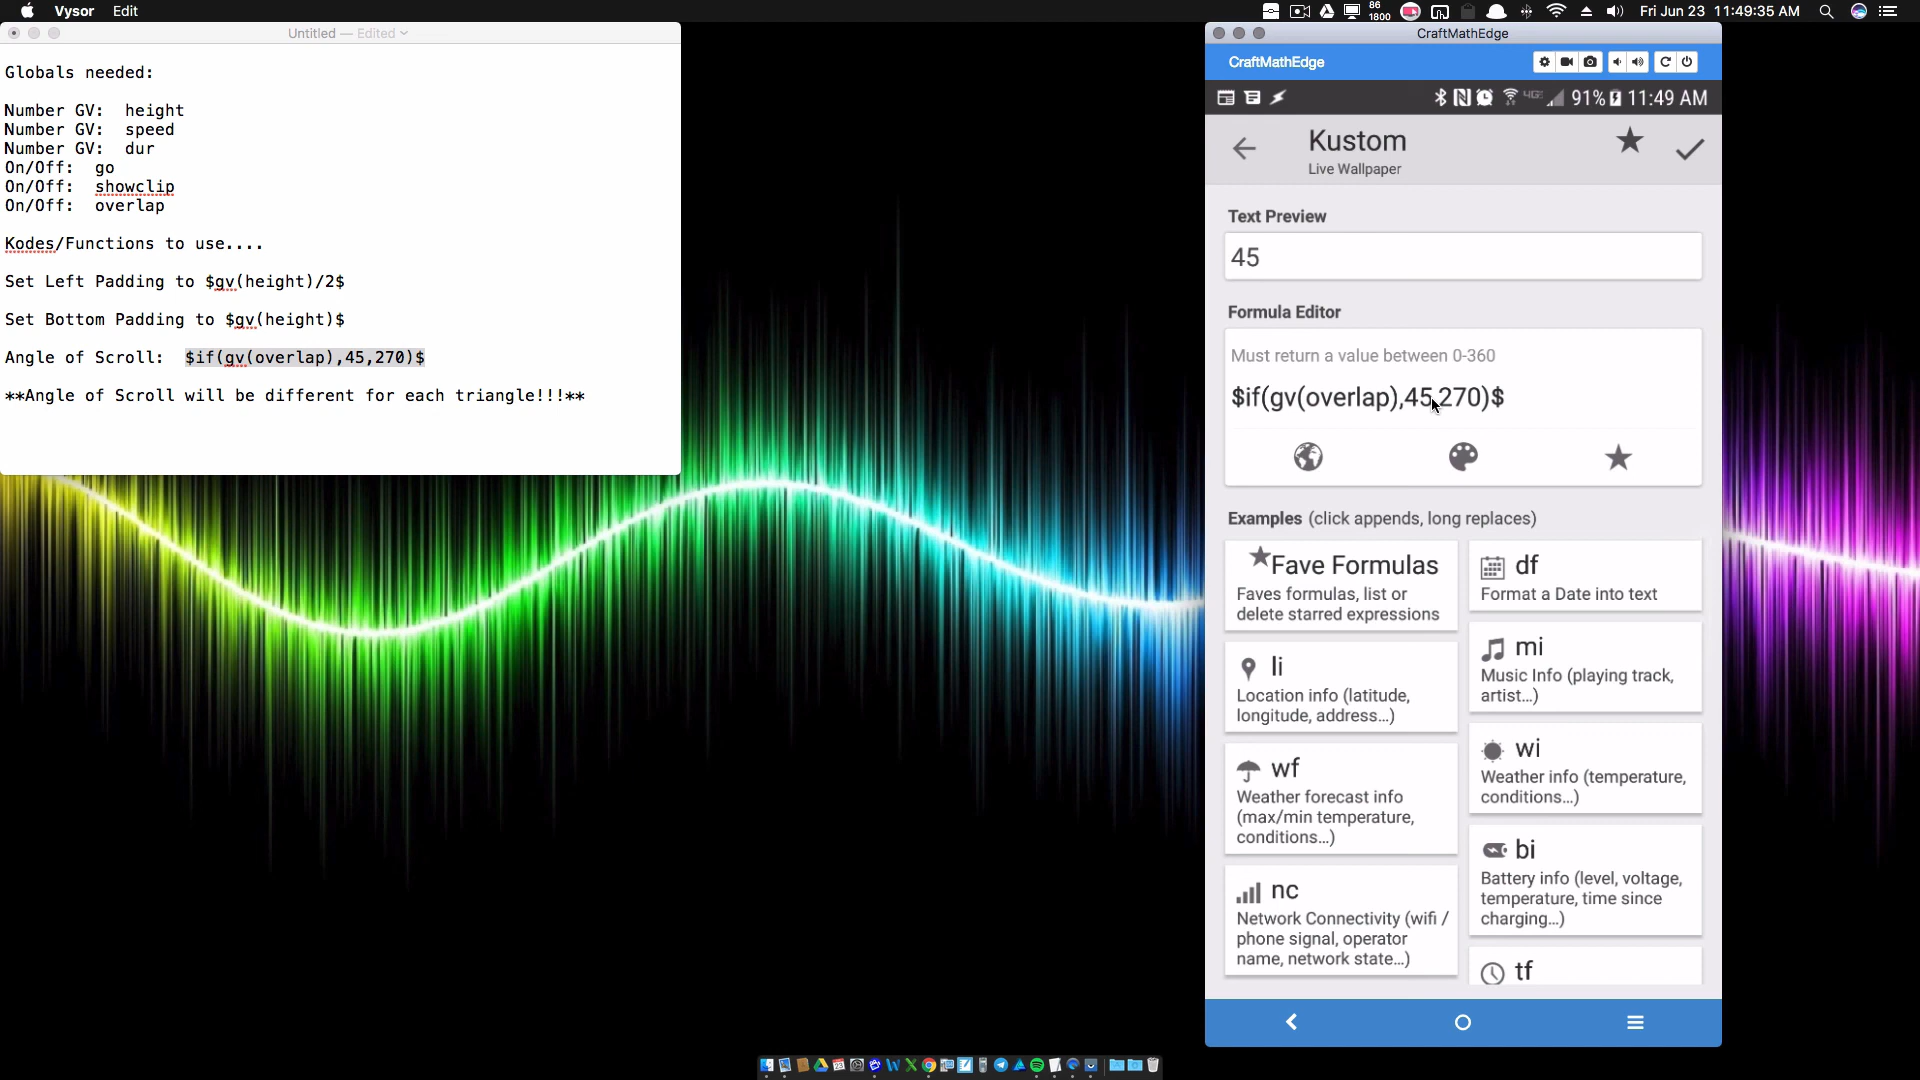 Vysor Edit
86
1800
Fri Jun 23 11:49:35 AM
Untitled — Edited
Globals needed:
Number GV: height
Number GV: speed
Number GV: dur
On/Off: go
On/Off: showclip
On/Off: overlap
Kodes/Functions to use....
Set Left Padding to $gv(height)/2$
Set Bottom Padding to $gv(height)$
Angle of Scroll: $if(gv(overlap),45,270)$
**Angle of Scroll will be different for each triangle!!!**
CraftMathEdge
CraftMathEdge
4G 91% 11:49 AM
Kustom
Live Wallpaper
Text Preview
45
Formula Editor
Must return a value between 0-360
$if(gv(overlap),45,270)$
Examples (click appends, long replaces)
Fave Formulas
Faves formulas, list or
delete starred expressions
df
Format a Date into text
li
Location info (latitude,
longitude, address...)
mi
Music Info (playing track,
artist...)
wf
Weather forecast info
(max/min temperature,
conditions...)
wi
Weather info (temperature,
conditions...)
nc
Network Connectivity (wifi /
phone signal, operator
name, network state...)
bi
Battery info (level, voltage,
temperature, time since
charging...)
tf